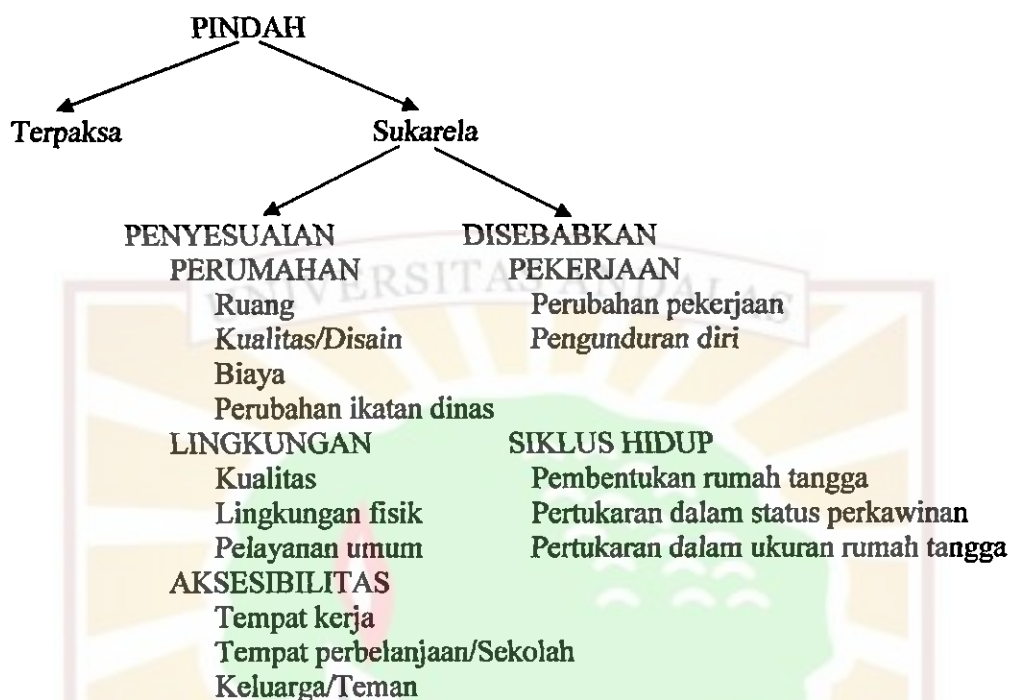 PINDAH
Terpaksa Sukarela
PENYESUAIAN DISEBABKAN
PERUMAHAN PEKERJAAN
Ruang Perubahan pekerjaan
Kualitas/Disain Pengunduran diri
Biaya
Perubahan ikatan dinas
LINGKUNGAN SIKLUS HIDUP
Kualitas Pembentukan rumah tangga
Lingkungan fisik Pertukaran dalam status perkawinan
Pelayanan umum Pertukaran dalam ukuran rumah tangga
AKSESIBILITAS
Tempat kerja
Tempat perbelanjaan/Sekolah
Keluarga/Teman
UNIVERSITAS ANDALAS